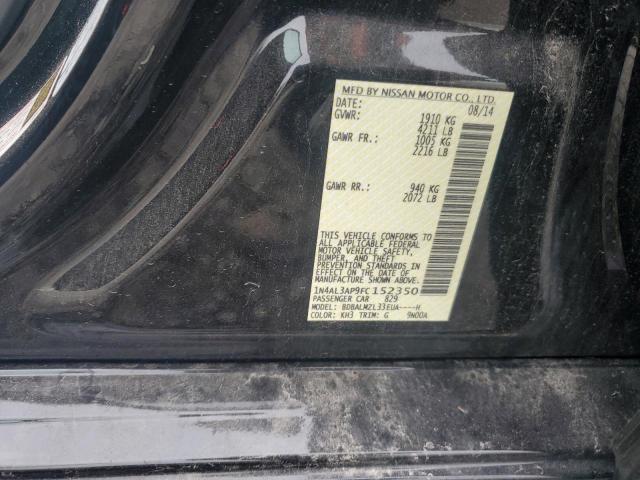 MFD BY NISSAN MOTOR CO., LTD.
DATE: 08/14
GVWR: 1910 KG
4211 LB
GAWR FR.: 1005 KG
2216 LB
GAWR RR.: 940 KG
2072 LB
THIS VEHICLE CONFORMS TO
ALL APPLICABLE FEDERAL
MOTOR VEHICLE SAFETY,
BUMPER, AND THEFT
PREVENTION STANDARDS
IN EFFECT ON THE DATE OF
MANUFACTURE SHOWN ABOVE.
1N4AL3AP9FC152350
PASSENGER CAR 829
MODEL: BDBALMZL33EUA----H
COLOR: KH3 TRIM: G 9N00A